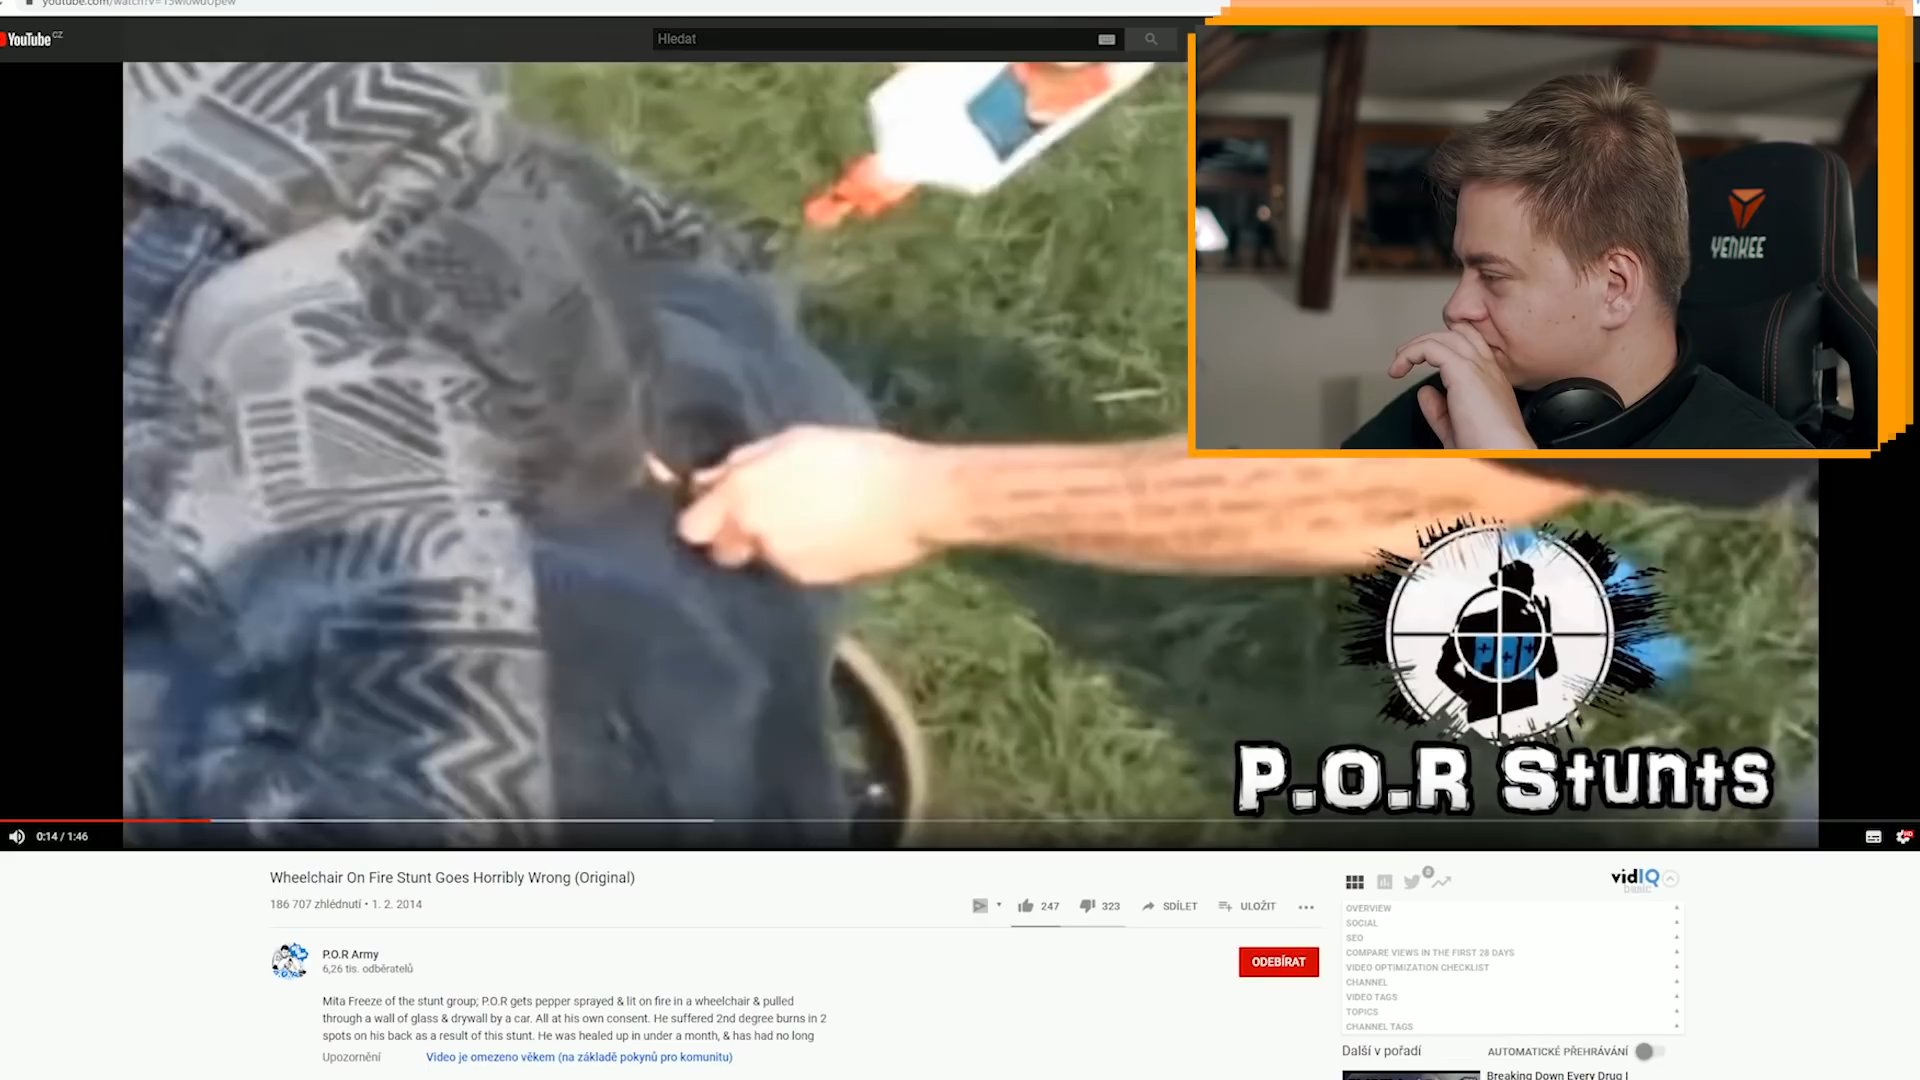 YouTube CZ
Hledat
YENKEE
P.O.R Stunts
0:14 / 1:46
HD
Wheelchair On Fire Stunt Goes Horribly Wrong (Original)
186 707 zhlédnutí • 1. 2. 2014
247
323
SDÍLET
ULOŽIT
P.O.R Army
6,26 tis. odběratelů
ODEBÍRAT
Mita Freeze of the stunt group; P.O.R gets pepper sprayed & lit on fire in a wheelchair & pulled
through a wall of glass & drywall by a car. All at his own consent. He suffered 2nd degree burns in 2
spots on his back as a result of this stunt. He was healed up in under a month, & has had no long
Upozornění
Video je omezeno věkem (na základě pokynů pro komunitu)
0
vidIQ
basic
OVERVIEW
SOCIAL
SEO
COMPARE VIEWS IN THE FIRST 28 DAYS
VIDEO OPTIMIZATION CHECKLIST
CHANNEL
VIDEO TAGS
TOPICS
CHANNEL TAGS
Další v pořadí
AUTOMATICKÉ PŘEHRÁVÁNÍ
Breaking Down Every Drug I